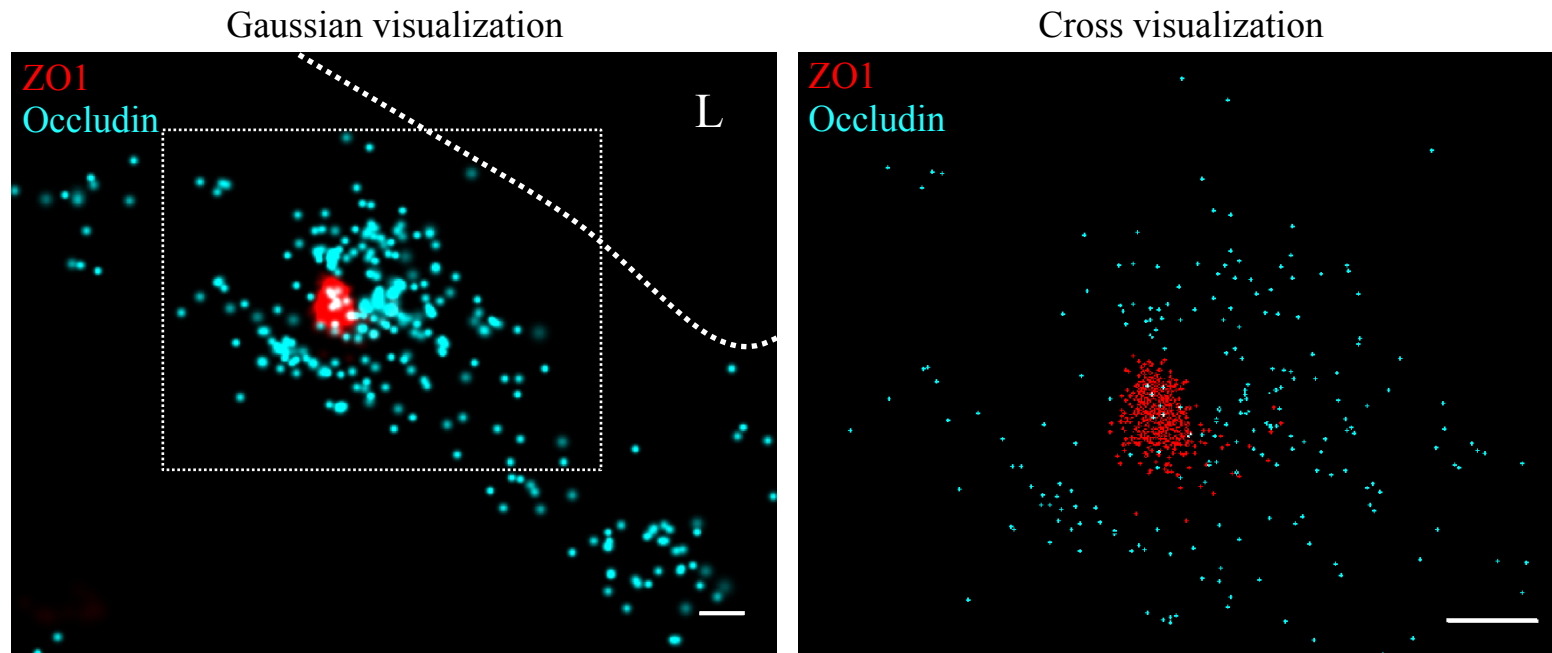 Gaussian visualization
ZO1
Occludin
L
Cross visualization
ZO1
Occludin